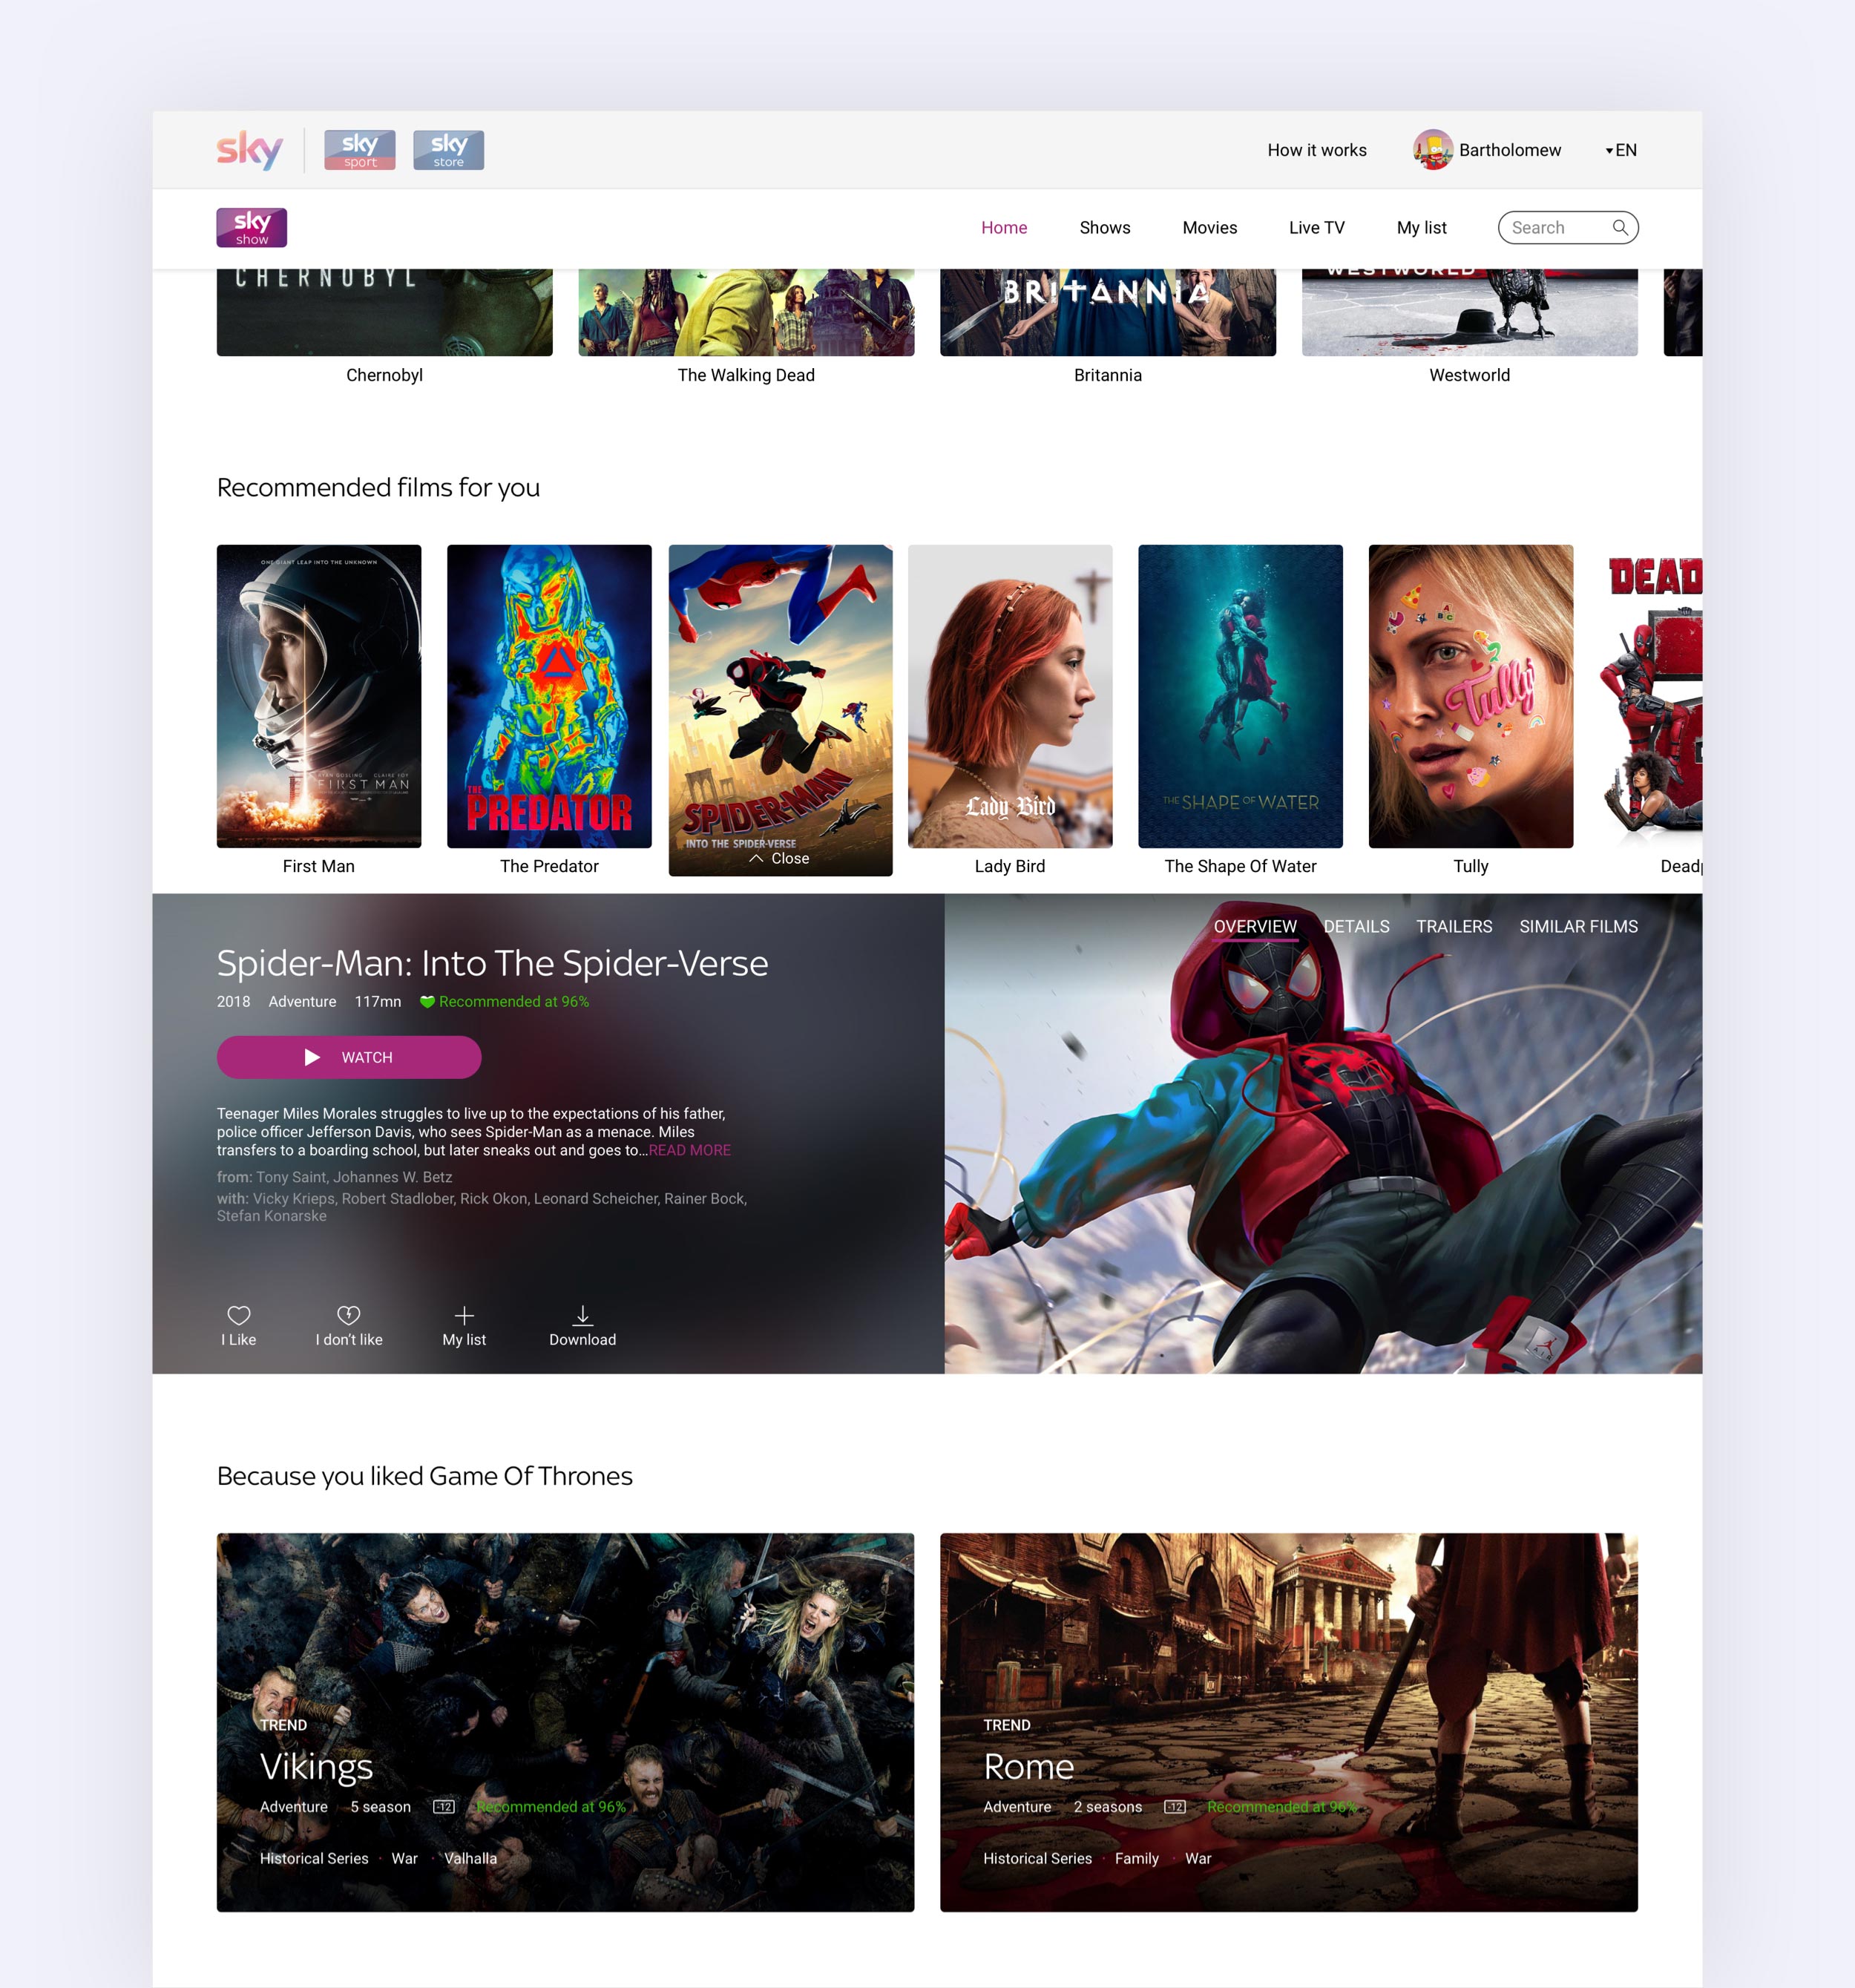 sky
sky sport
sky store
How it works
Bartholomew
EN
sky show
Home
Shows
Movies
Live TV
My list
Search
CHERNOBYL
BRITANNIA
WESTWORLD
Chernobyl
The Walking Dead
Britannia
Westworld
Recommended films for you
ONE GIANT LEAP INTO THE UNKNOWN
RYAN GOSLING CLAIRE FOY
FIRST MAN
THE
PREDATOR
SPIDER-MAN
INTO THE SPIDER-VERSE
Close
Lady Bird
THE SHAPE OF WATER
Tully
DEAD
First Man
The Predator
Lady Bird
The Shape Of Water
Tully
Deadp
OVERVIEW
DETAILS
TRAILERS
SIMILAR FILMS
Spider-Man: Into The Spider-Verse
2018 Adventure 117mn Recommended at 96%
WATCH
Teenager Miles Morales struggles to live up to the expectations of his father,
police officer Jefferson Davis, who sees Spider-Man as a menace. Miles
transfers to a boarding school, but later sneaks out and goes to...READ MORE
from: Tony Saint, Johannes W. Betz
with: Vicky Krieps, Robert Stadlober, Rick Okon, Leonard Scheicher, Rainer Bock,
Stefan Konarske
I Like
I don't like
My list
Download
AIR
Because you liked Game Of Thrones
TREND
Vikings
Adventure 5 season -12 Recommended at 96%
Historical Series · War · Valhalla
TREND
Rome
Adventure 2 seasons -12 Recommended at 96%
Historical Series · Family · War